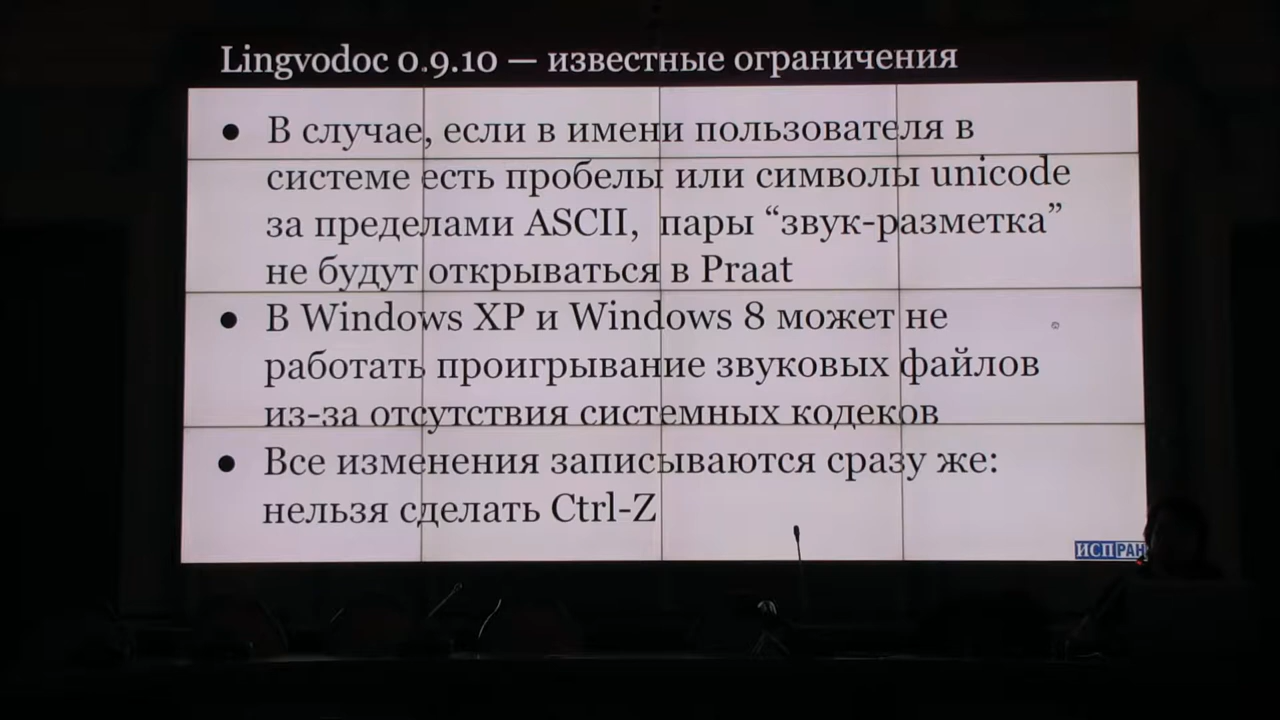 Lingvodoc 0.9.10 — известные ограничения
● В случае, если в имени пользователя в
системе есть пробелы или символы unicode
за пределами ASCII, пары “звук-разметка”
не будут открываться в Praat
● В Windows XP и Windows 8 может не
работать проигрывание звуковых файлов
из-за отсутствия системных кодеков
● Все изменения записываются сразу же:
нельзя сделать Ctrl-Z
ИСПРАН